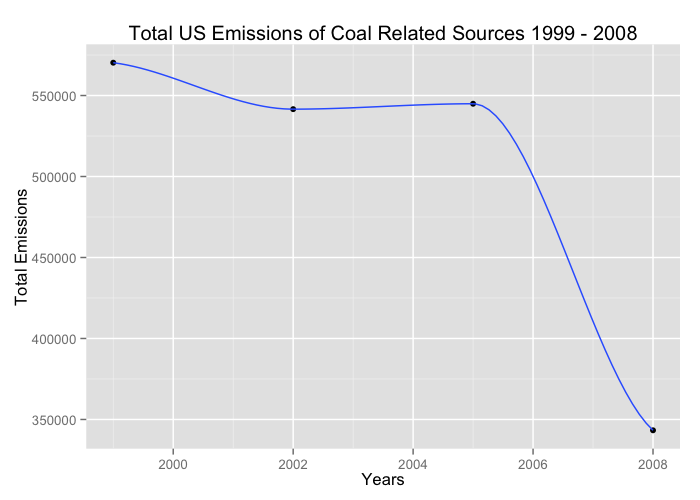 Total US Emissions of Coal Related Sources 1999 - 2008
Total Emissions
550000
500000
450000
400000
350000
2000 2002 2004 2006 2008
Years